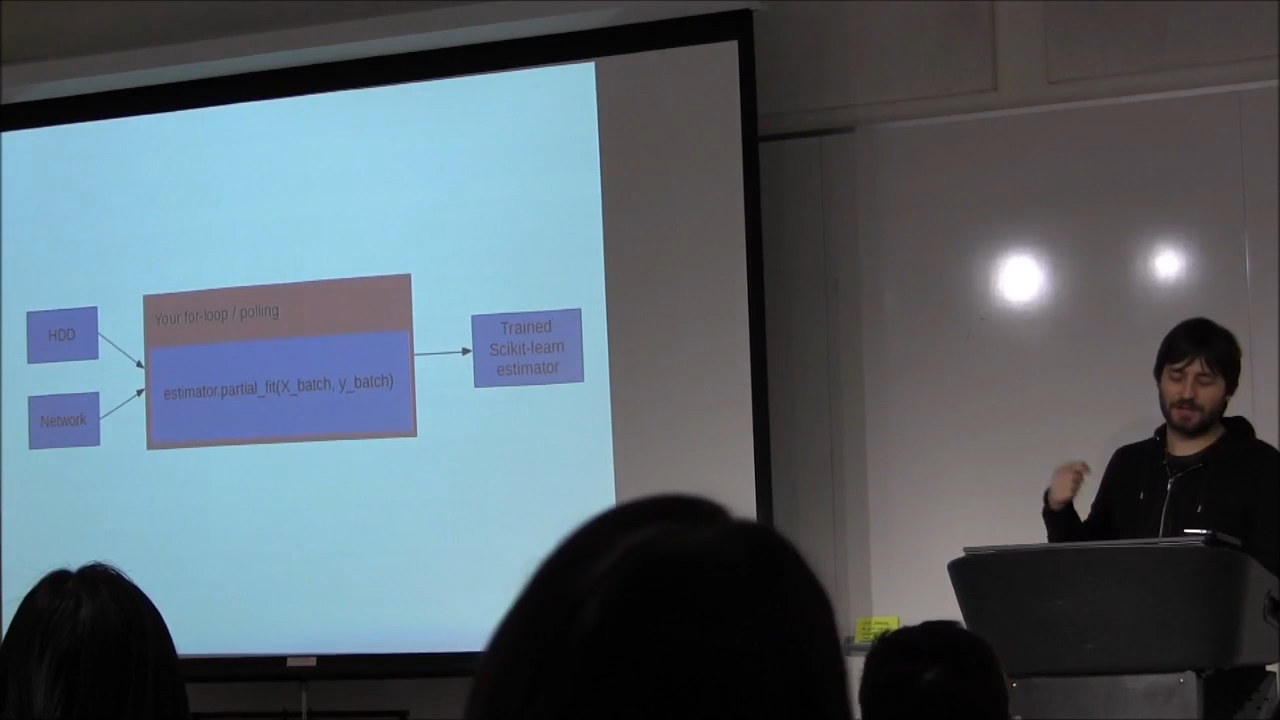 HDD
Network
Your for-loop / polling
estimator.partial_fit(X_batch, y_batch)
Trained
Scikit-learn
estimator